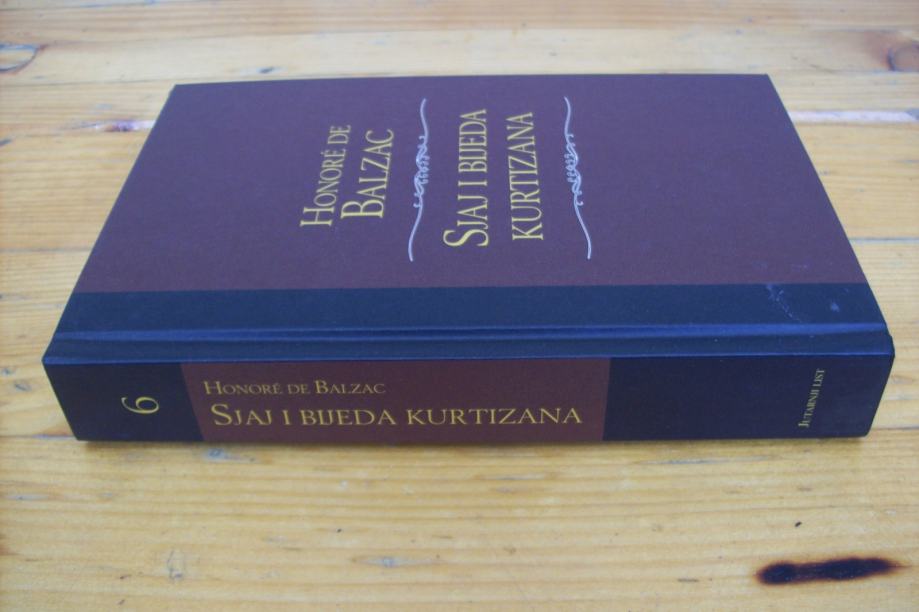 HONORÉ DE
BALZAC
SJAJ I BIJEDA
KURTIZANA
6
HONORÉ DE BALZAC
SJAJ I BIJEDA KURTIZANA
JUTARNJI LIST